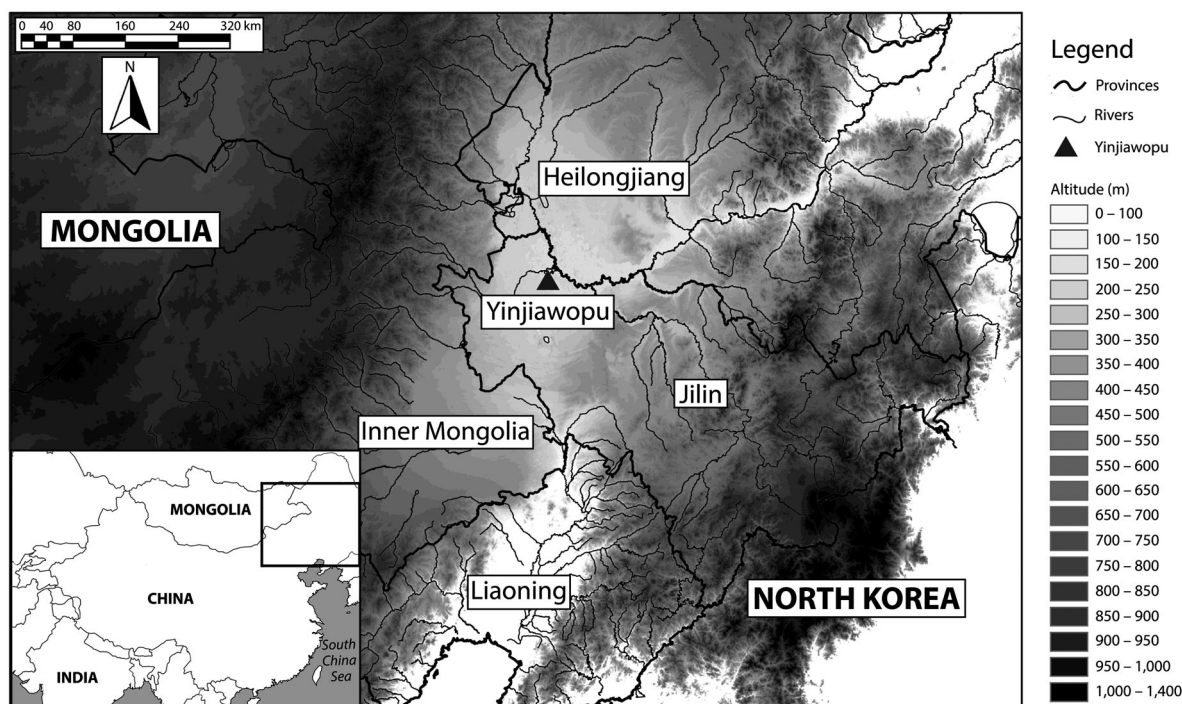 0 40 80 160 240 320 km
N
MONGOLIA
Heilongjiang
Yinjiawopu
Jilin
Inner Mongolia
Liaoning
NORTH KOREA
MONGOLIA
CHINA
INDIA
South
China
Sea
Legend
Provinces
Rivers
Yinjiawopu
Altitude (m)
0 – 100
100 – 150
150 – 200
200 – 250
250 – 300
300 – 350
350 – 400
400 – 450
450 – 500
500 – 550
550 – 600
600 – 650
650 – 700
700 – 750
750 – 800
800 – 850
850 – 900
900 – 950
950 – 1,000
1,000 – 1,400